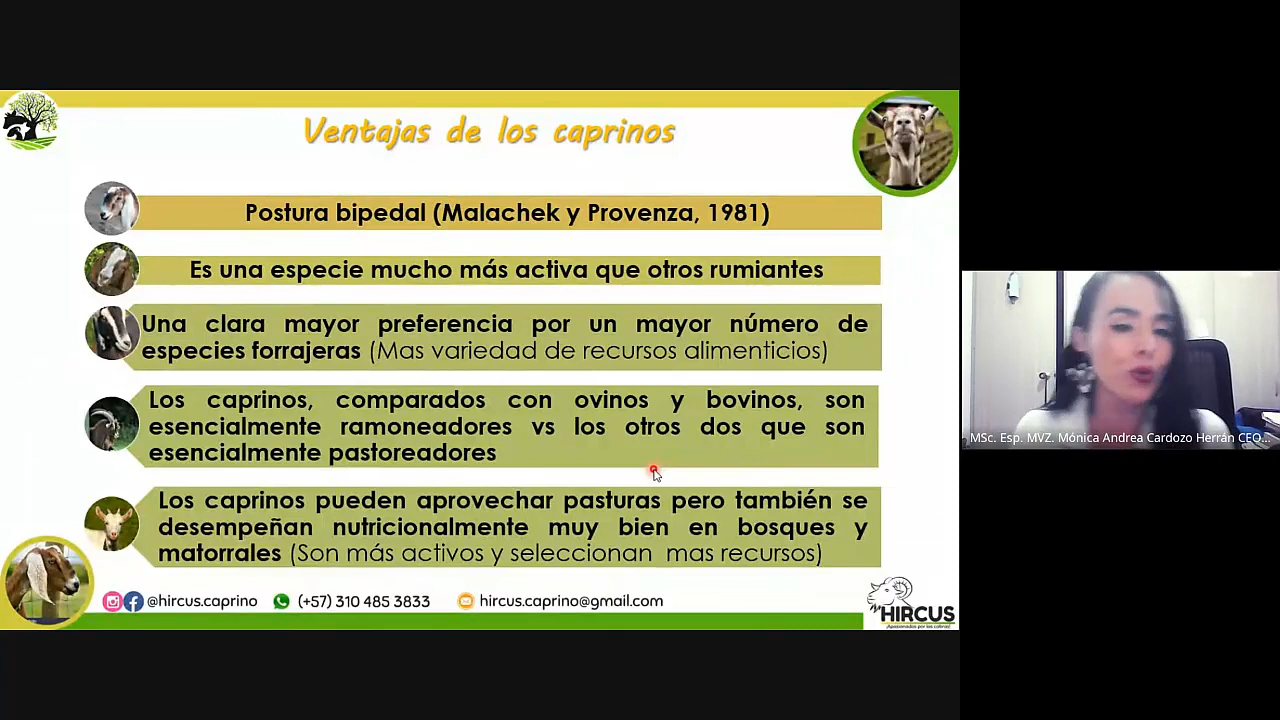 Ventajas de los caprinos
Postura bipedal (Malachek y Provenza, 1981)
Es una especie mucho más activa que otros rumiantes
Una clara mayor preferencia por un mayor número de
especies forrajeras (Mas variedad de recursos alimenticios)
Los caprinos, comparados con ovinos y bovinos, son
esencialmente ramoneadores vs los otros dos que son
esencialmente pastoreadores
Los caprinos pueden aprovechar pasturas pero también se
desempeñan nutricionalmente muy bien en bosques y
matorrales (Son más activos y seleccionan mas recursos)
@hircus.caprino (+57) 310 485 3833 hircus.caprino@gmail.com
HIRCUS
¡Apasionados por las cabras!
MSc. Esp. MVZ. Mónica Andrea Cardozo Herrán CEO...